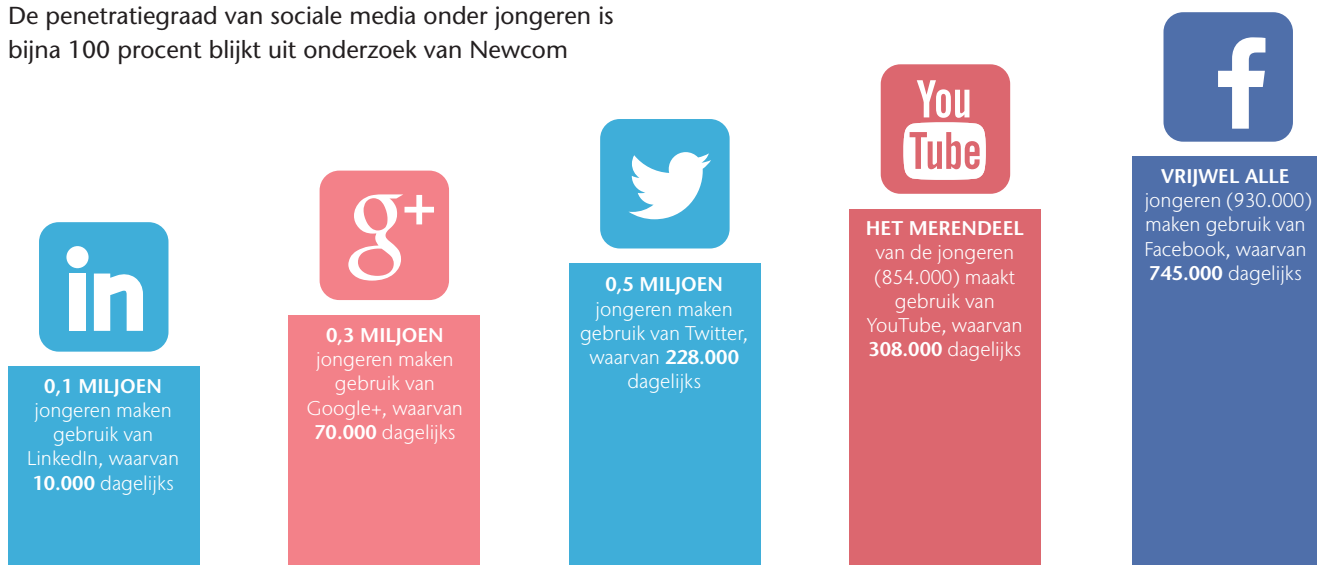 De penetratiegraad van sociale media onder jongeren is
bijna 100 procent blijkt uit onderzoek van Newcom
in
0,1 MILJOEN
jongeren maken
gebruik van
LinkedIn, waarvan
10.000 dagelijks
g+
0,3 MILJOEN
jongeren maken
gebruik van
Google+, waarvan
70.000 dagelijks
0,5 MILJOEN
jongeren maken
gebruik van Twitter,
waarvan 228.000
dagelijks
You
Tube
HET MERENDEEL
van de jongeren
(854.000) maakt
gebruik van
YouTube, waarvan
308.000 dagelijks
f
VRIJWEL ALLE
jongeren (930.000)
maken gebruik van
Facebook, waarvan
745.000 dagelijks